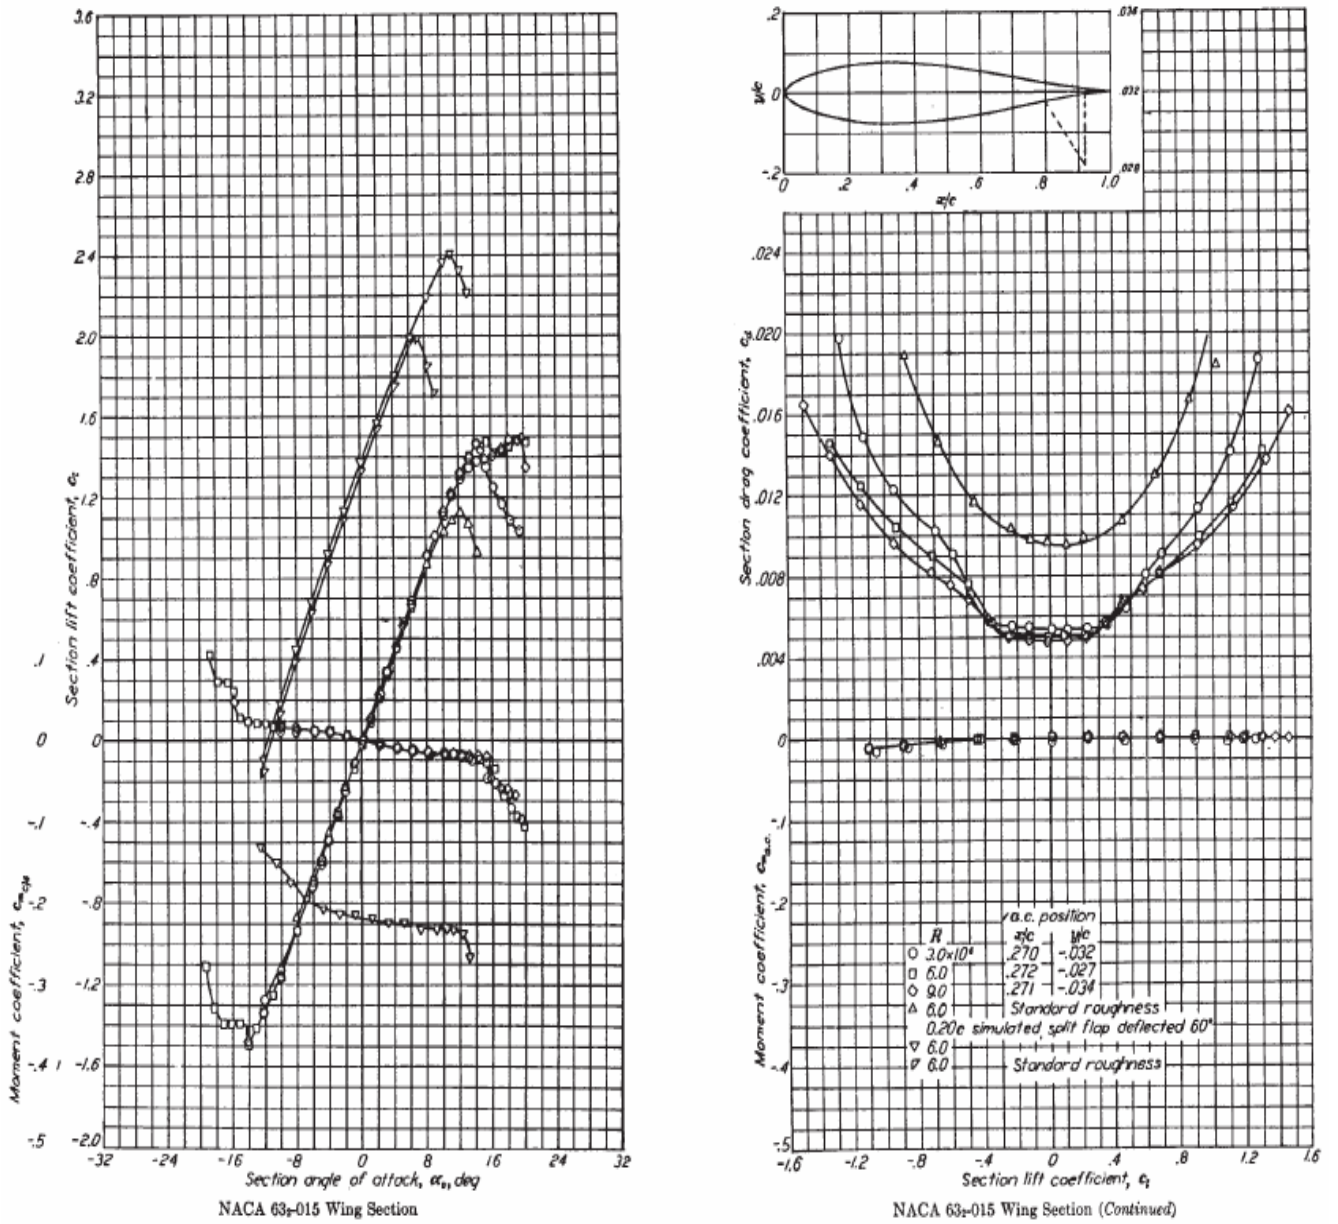 3.6
3.2
2.8
2.4
2.0
1.6
1.2
.8
.4
0
-.4
-.8
-1.2
-1.6
-2.0
.1
0
-.1
-.2
-.3
-.4
-.5
Section lift coefficient, cl
Moment coefficient, cmc/4
-32 -24 -16 -8 0 8 16 24 32
Section angle of attack, α0, deg
NACA 63₂-015 Wing Section
.2
0
-.2
y/c
0 .2 .4 .6 .8 1.0
x/c
.036
.032
.028
.024
.020
.016
.012
.008
.004
0
-.1
-.2
-.3
-.4
-.5
Section drag coefficient, cd
Moment coefficient, cma.c.
a.c. position
R x/c y/c
3.0×10⁶ .270 -.032
6.0 .272 -.027
9.0 .271 -.034
6.0 Standard roughness
0.20c simulated split flap deflected 60°
6.0
6.0 Standard roughness
-1.6 -1.2 -.8 -.4 0 .4 .8 1.2 1.6
Section lift coefficient, cl
NACA 63₂-015 Wing Section (Continued)